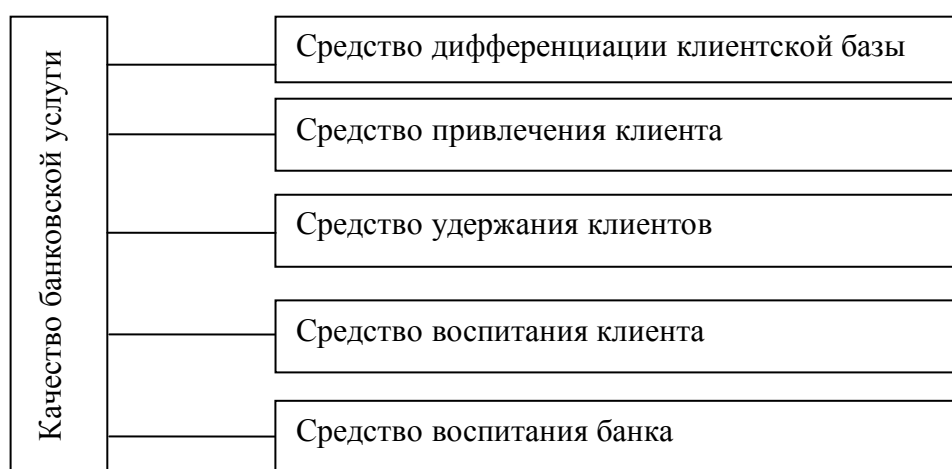 Качество банковской услуги
Средство дифференциации клиентской базы
Средство привлечения клиента
Средство удержания клиентов
Средство воспитания клиента
Средство воспитания банка